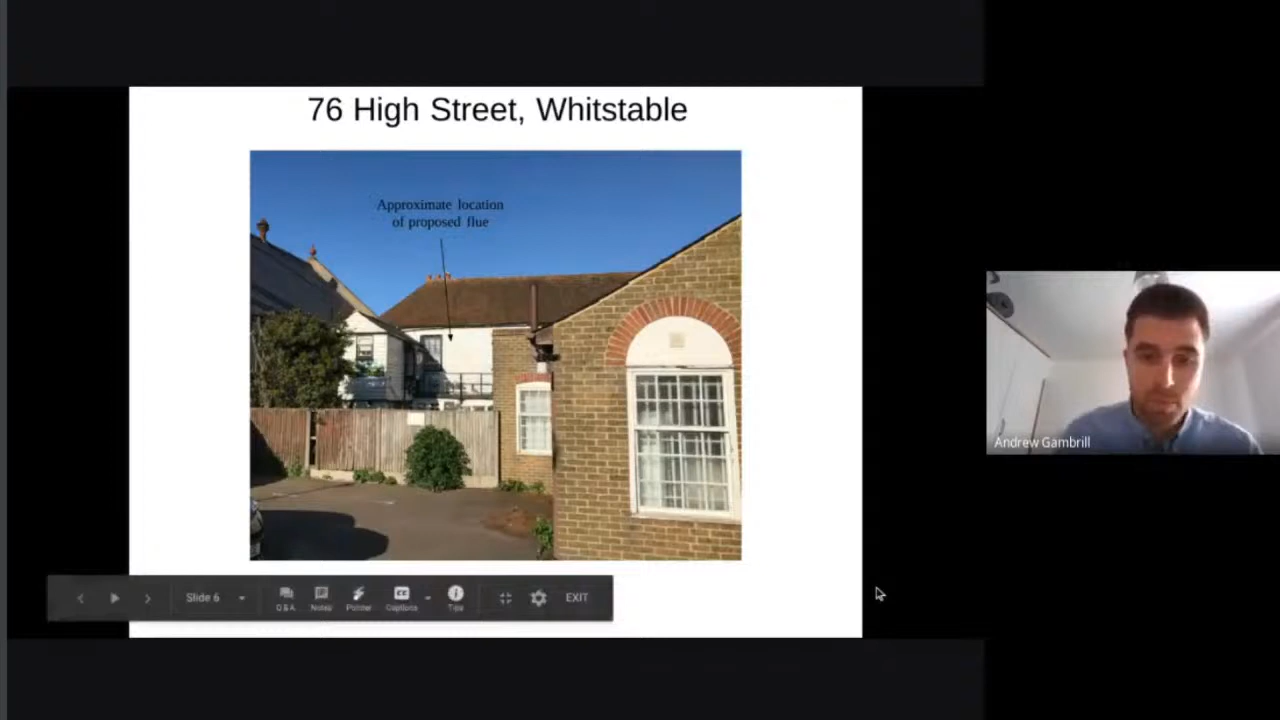 76 High Street, Whitstable
Approximate location
of proposed flue
Andrew Gambrill
Slide 6
Q & A
Notes
Pointer
Captions
Tips
EXIT